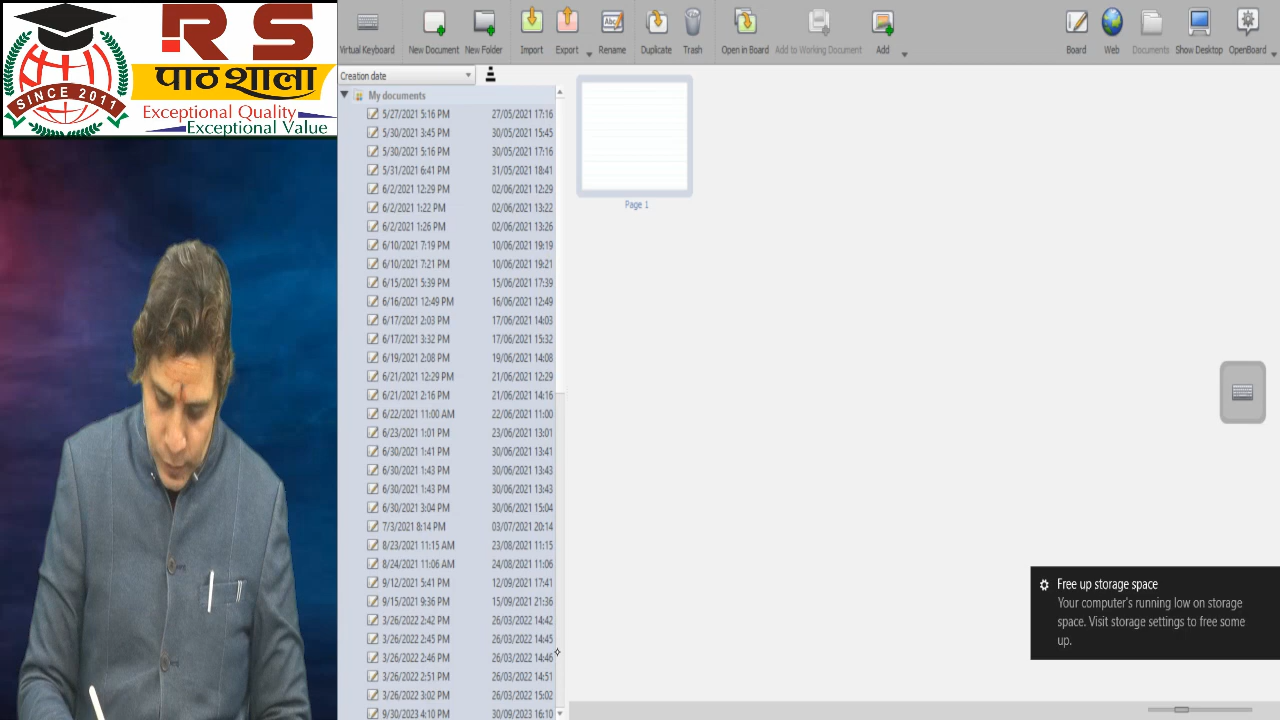 RS
पाठशाला
SINCE 2011
Exceptional Quality
Exceptional Value
Virtual Keyboard
New Document
New Folder
Import
Export
Rename
Duplicate
Trash
Open in Board
Add to Working Document
Add
Board
Web
Documents
Show Desktop
OpenBoard
Creation date
My documents
5/27/2021 5:16 PM 27/05/2021 17:16
5/30/2021 3:45 PM 30/05/2021 15:45
5/30/2021 5:16 PM 30/05/2021 17:16
5/31/2021 6:41 PM 31/05/2021 18:41
6/2/2021 12:29 PM 02/06/2021 12:29
6/2/2021 1:22 PM 02/06/2021 13:22
6/2/2021 1:26 PM 02/06/2021 13:26
6/10/2021 7:19 PM 10/06/2021 19:19
6/10/2021 7:21 PM 10/06/2021 19:21
6/15/2021 5:39 PM 15/06/2021 17:39
6/16/2021 12:49 PM 16/06/2021 12:49
6/17/2021 2:03 PM 17/06/2021 14:03
6/17/2021 3:32 PM 17/06/2021 15:32
6/19/2021 2:08 PM 19/06/2021 14:08
6/21/2021 12:29 PM 21/06/2021 12:29
6/21/2021 2:16 PM 21/06/2021 14:16
6/22/2021 11:00 AM 22/06/2021 11:00
6/23/2021 1:01 PM 23/06/2021 13:01
6/30/2021 1:41 PM 30/06/2021 13:41
6/30/2021 1:43 PM 30/06/2021 13:43
6/30/2021 1:43 PM 30/06/2021 13:43
6/30/2021 3:04 PM 30/06/2021 15:04
7/3/2021 8:14 PM 03/07/2021 20:14
8/23/2021 11:15 AM 23/08/2021 11:15
8/24/2021 11:06 AM 24/08/2021 11:06
9/12/2021 5:41 PM 12/09/2021 17:41
9/15/2021 9:36 PM 15/09/2021 21:36
3/26/2022 2:42 PM 26/03/2022 14:42
3/26/2022 2:45 PM 26/03/2022 14:45
3/26/2022 2:46 PM 26/03/2022 14:46
3/26/2022 2:51 PM 26/03/2022 14:51
3/26/2022 3:02 PM 26/03/2022 15:02
9/30/2023 4:10 PM 30/09/2023 16:10
Page 1
Free up storage space
Your computer's running low on storage
space. Visit storage settings to free some
up.